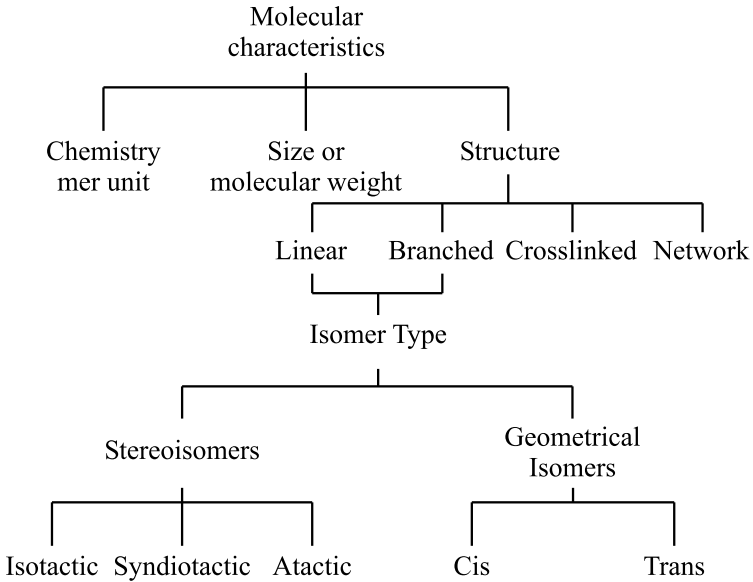 Molecular
characteristics
Chemistry
mer unit
Size or
molecular weight
Structure
Linear
Branched
Crosslinked
Network
Isomer Type
Stereoisomers
Geometrical
Isomers
Isotactic
Syndiotactic
Atactic
Cis
Trans